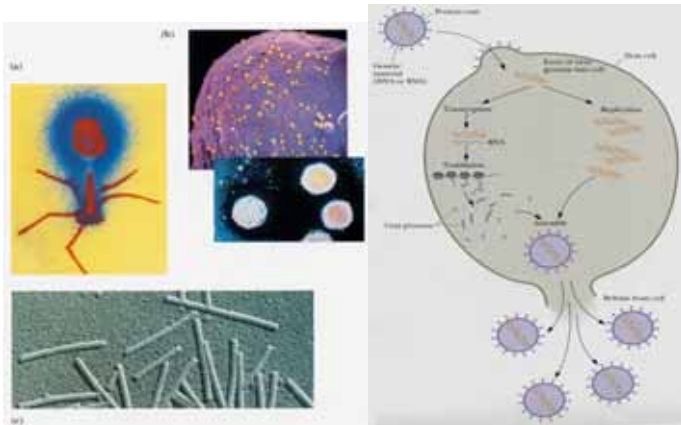 (a)
(b)
Protein coat
Genetic
material
(DNA or RNA)
Entry of viral
genome into cell
Host cell
Transcription
Replication
RNA
Translation
Viral proteins
Assembly
Release from cell
(c)